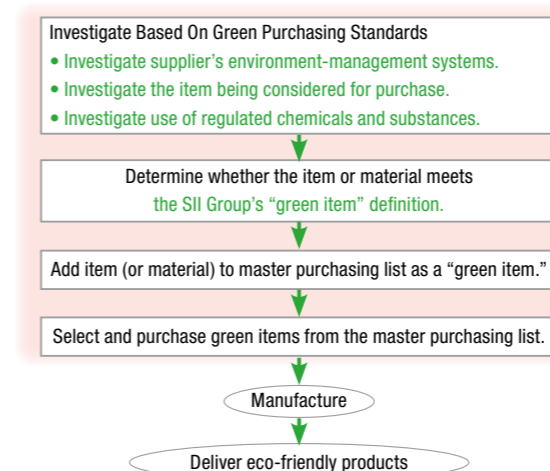 Investigate Based On Green Purchasing Standards
• Investigate supplier’s environment-management systems.
• Investigate the item being considered for purchase.
• Investigate use of regulated chemicals and substances.
Determine whether the item or material meets
the SII Group’s “green item” definition.
Add item (or material) to master purchasing list as a “green item.”
Select and purchase green items from the master purchasing list.
Manufacture
Deliver eco-friendly products